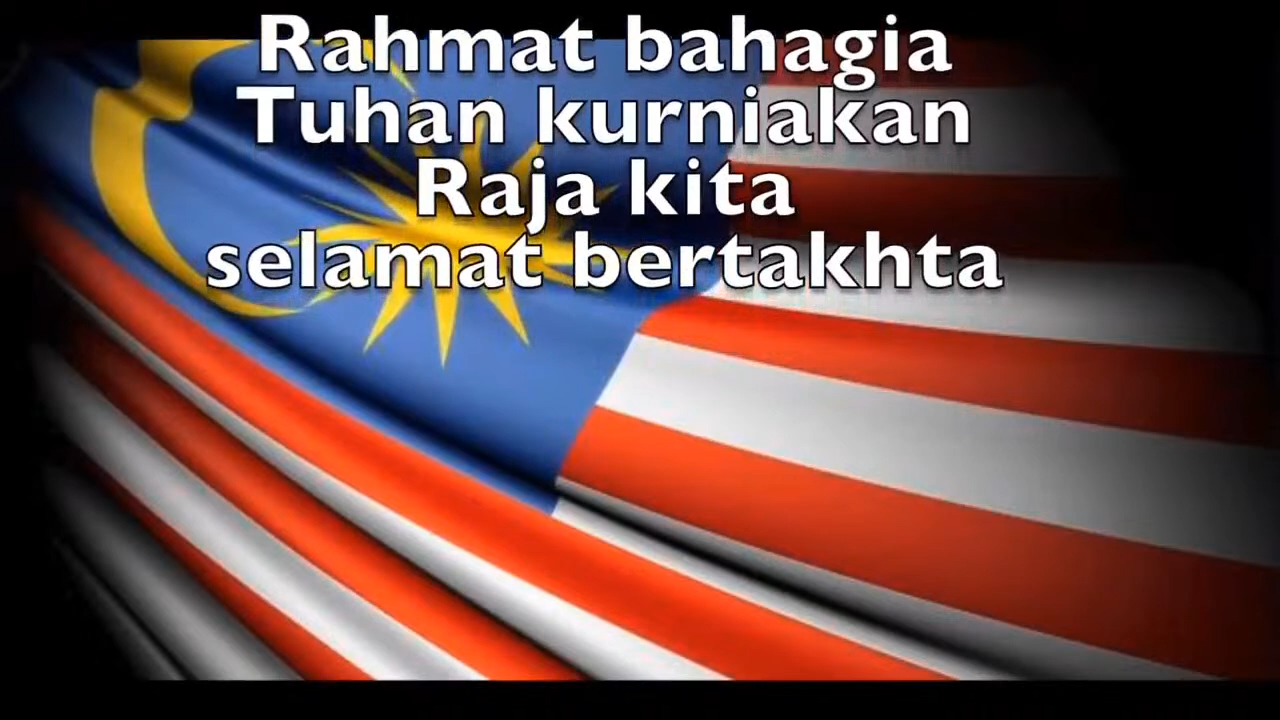 Rahmat bahagia
Tuhan kurniakan
Raja kita
selamat bertakhta